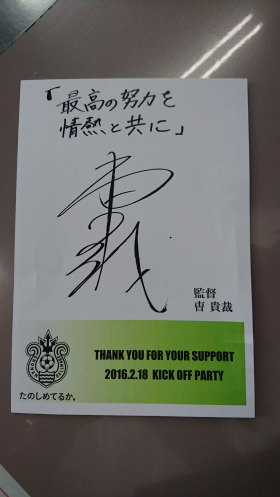 「最高の努力を
情熱と共に」
監督
曺 貴裁
THANK YOU FOR YOUR SUPPORT
2016.2.18 KICK OFF PARTY
たのしめてるか。